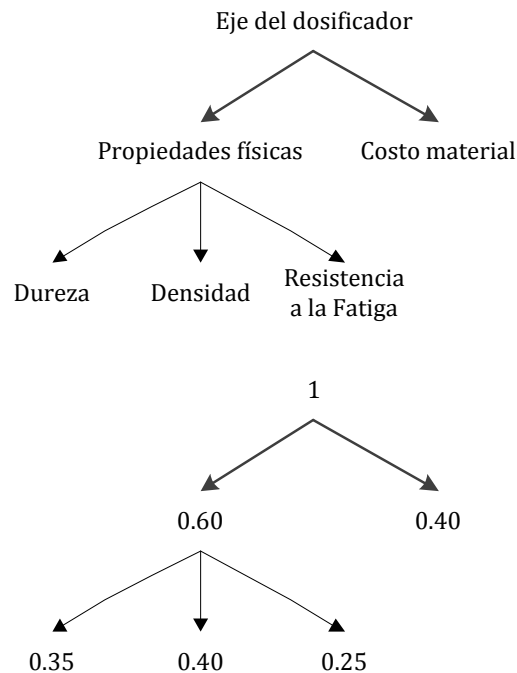 Eje del dosificador
Propiedades físicas
Costo material
Dureza
Densidad
Resistencia
a la Fatiga
1
0.60
0.40
0.35
0.40
0.25